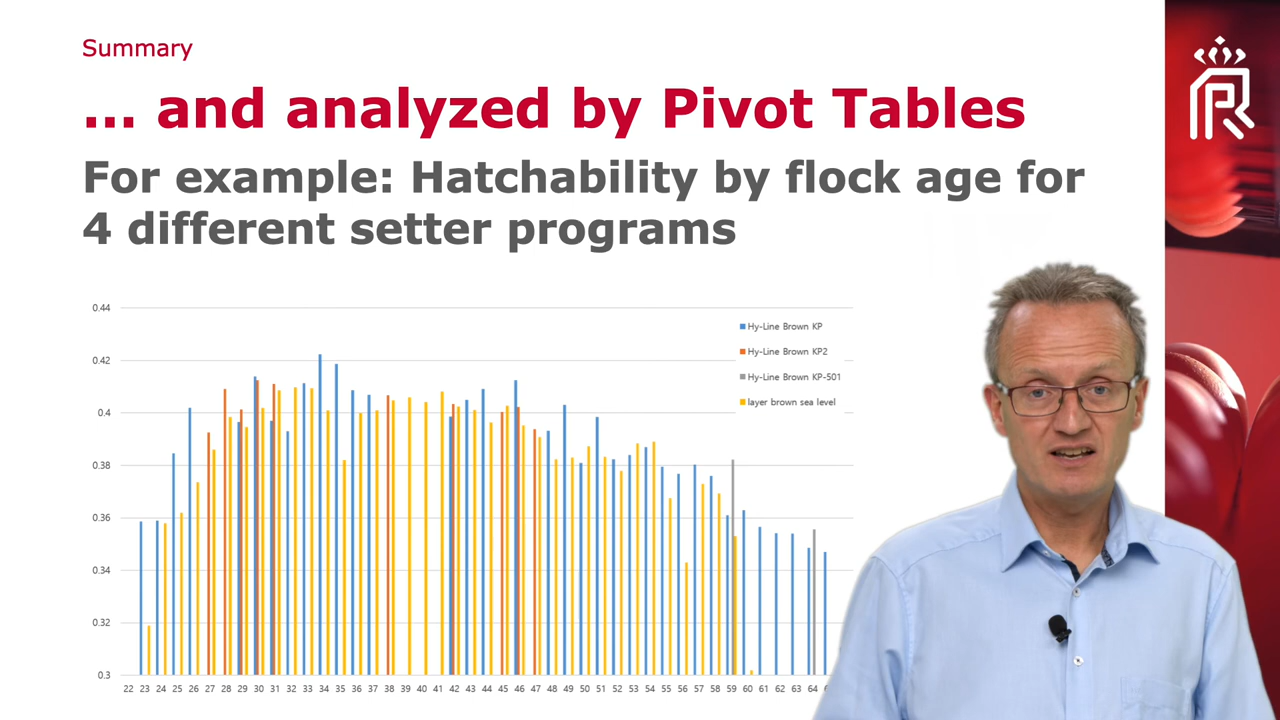 Summary
... and analyzed by Pivot Tables
For example: Hatchability by flock age for
4 different setter programs
0.44
0.42
0.4
0.38
0.36
0.34
0.32
0.3
Hy-Line Brown KP
Hy-Line Brown KP2
Hy-Line Brown KP-501
layer brown sea level
22 23 24 25 26 27 28 29 30 31 32 33 34 35 36 37 38 39 40 41 42 43 44 45 46 47 48 49 50 51 52 53 54 55 56 57 58 59 60 61 62 63 64